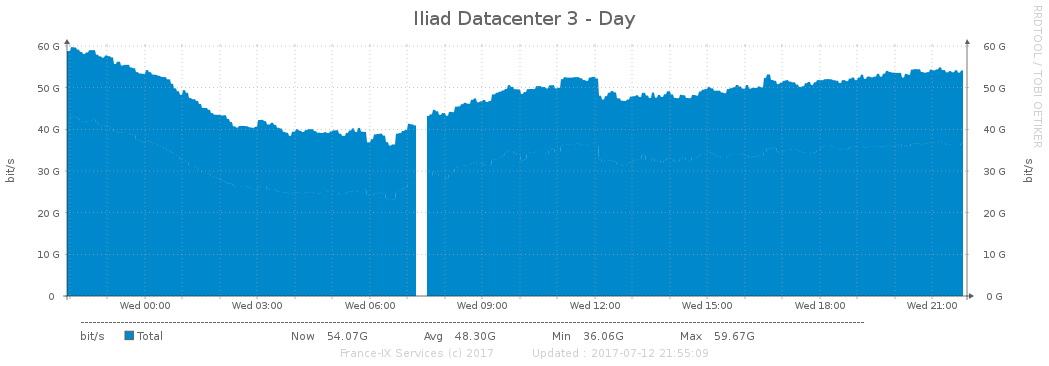 Iliad Datacenter 3 - Day
RRDTOOL / TOBI OETIKER
60 G 60 G
50 G 50 G
40 G 40 G
30 G 30 G
20 G 20 G
10 G 10 G
0 0 G
bit/s bit/s
Wed 00:00 Wed 03:00 Wed 06:00 Wed 09:00 Wed 12:00 Wed 15:00 Wed 18:00 Wed 21:00
bit/s Total Now 54.07G Avg 48.30G Min 36.06G Max 59.67G
France-IX Services (c) 2017 Updated : 2017-07-12 21:55:09